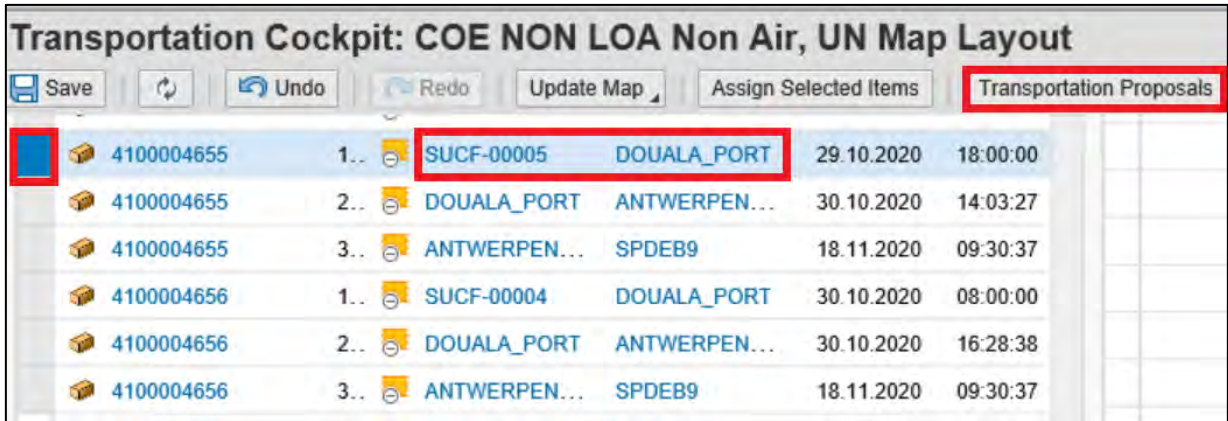 Transportation Cockpit: COE NON LOA Non Air, UN Map Layout
Save Undo Redo Update Map Assign Selected Items Transportation Proposals
4100004655 1.. SUCF-00005 DOUALA_PORT 29.10.2020 18:00:00
4100004655 2.. DOUALA_PORT ANTWERPEN... 30.10.2020 14:03:27
4100004655 3.. ANTWERPEN... SPDEB9 18.11.2020 09:30:37
4100004656 1.. SUCF-00004 DOUALA_PORT 30.10.2020 08:00:00
4100004656 2.. DOUALA_PORT ANTWERPEN... 30.10.2020 16:28:38
4100004656 3.. ANTWERPEN... SPDEB9 18.11.2020 09:30:37